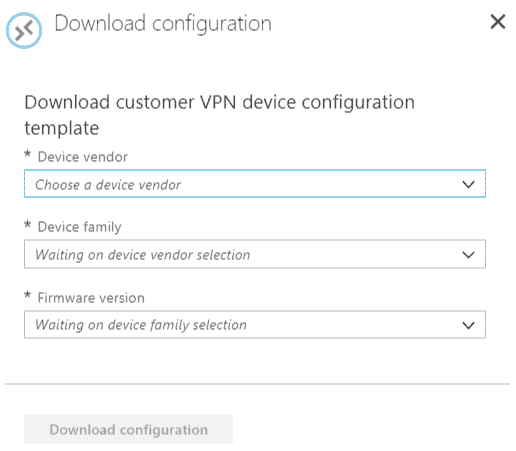 Download configuration
Download customer VPN device configuration
template
* Device vendor
Choose a device vendor
* Device family
Waiting on device vendor selection
* Firmware version
Waiting on device family selection
Download configuration